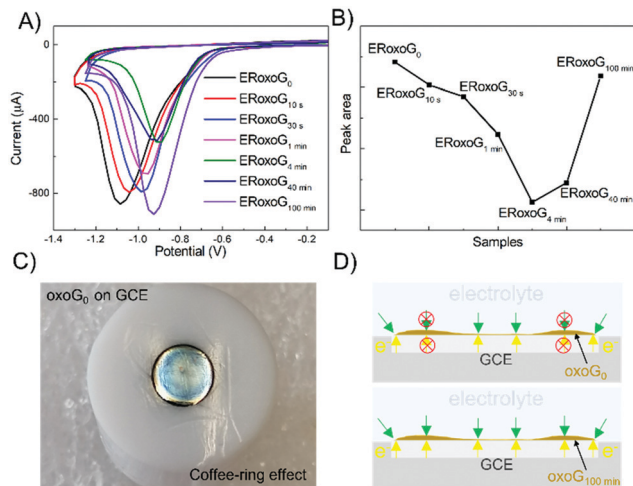 A)
0
-400
-800
Current (µA)
-1.4 -1.2 -1.0 -0.8 -0.6 -0.4 -0.2
Potential (V)
ERoxoG0
ERoxoG10 s
ERoxoG30 s
ERoxoG1 min
ERoxoG4 min
ERoxoG40 min
ERoxoG100 min
B)
Peak area
ERoxoG0
ERoxoG10 s
ERoxoG30 s
ERoxoG1 min
ERoxoG4 min
ERoxoG40 min
ERoxoG100 min
Samples
C)
oxoG0 on GCE
Coffee-ring effect
D)
electrolyte
e-
e-
GCE
oxoG0
electrolyte
e-
e-
GCE
oxoG100 min